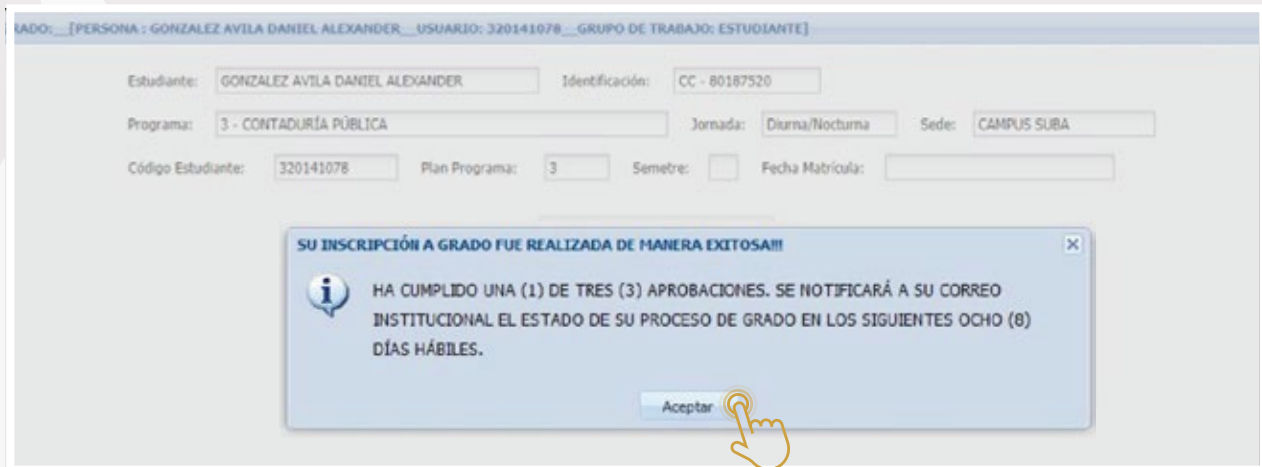 ADO:__[PERSONA : GONZALEZ AVILA DANIEL ALEXANDER__USUARIO: 320141078__GRUPO DE TRABAJO: ESTUDIANTE]
Estudiante: GONZALEZ AVILA DANIEL ALEXANDER Identificación: CC - 80187520
Programa: 3 - CONTADURÍA PÚBLICA Jornada: Diurna/Nocturna Sede: CAMPUS SUBA
Código Estudiante: 320141078 Plan Programa: 3 Semetre: Fecha Matrícula:
SU INSCRIPCIÓN A GRADO FUE REALIZADA DE MANERA EXITOSA!!!
HA CUMPLIDO UNA (1) DE TRES (3) APROBACIONES. SE NOTIFICARÁ A SU CORREO
INSTITUCIONAL EL ESTADO DE SU PROCESO DE GRADO EN LOS SIGUIENTES OCHO (8)
DÍAS HÁBILES.
Aceptar